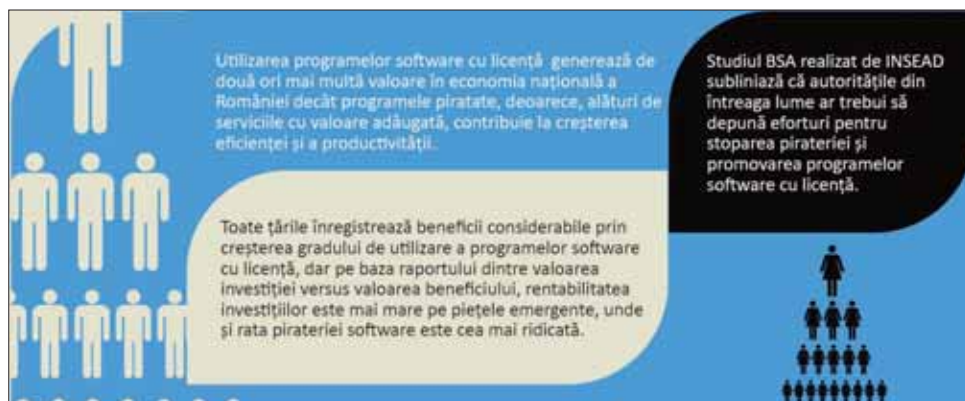 Utilizarea programelor software cu licență generează de
două ori mai multă valoare în economia națională a
României decât programele piratate, deoarece, alături de
serviciile cu valoare adăugată, contribuie la creșterea
eficienței și a productivității.
Studiul BSA realizat de INSEAD
subliniază că autoritățile din
întreaga lume ar trebui să
depună eforturi pentru
stoparea pirateriei și
promovarea programelor
software cu licență.
Toate țările înregistrează beneficii considerabile prin
creșterea gradului de utilizare a programelor software
cu licență, dar pe baza raportului dintre valoarea
investiției versus valoarea beneficiului, rentabilitatea
investițiilor este mai mare pe piețele emergente, unde
și rata pirateriei software este cea mai ridicată.